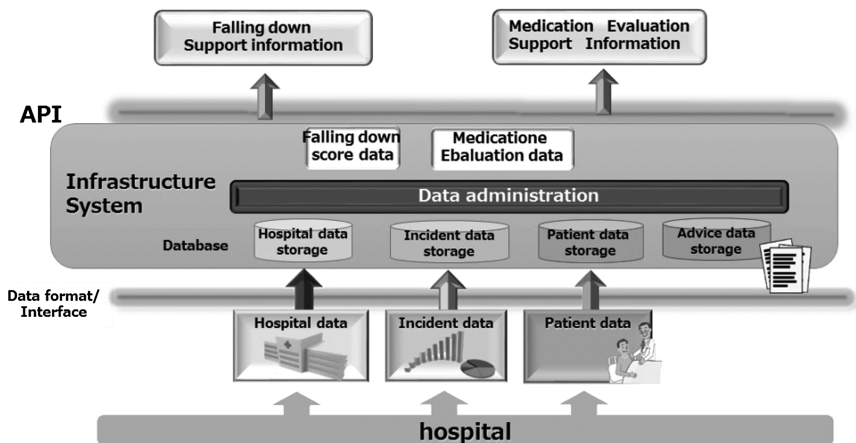 Falling down
Support information
Medication Evaluation
Support Information
API
Falling down
score data
Medicatione
Ebaluation data
Infrastructure
System
Data administration
Database
Hospital data
storage
Incident data
storage
Patient data
storage
Advice data
storage
Data format/
Interface
Hospital data
Incident data
Patient data
hospital